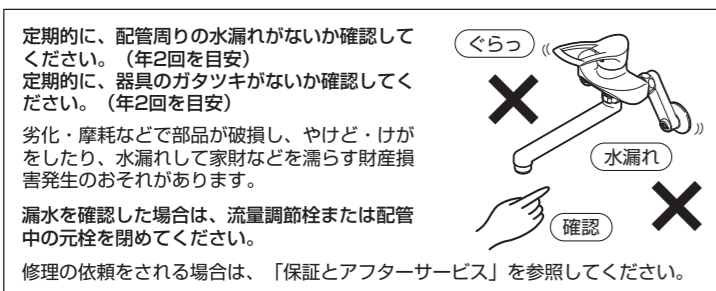 定期的に、配管周りの水漏れがないか確認して
ください。（年2回を目安）
定期的に、器具のガタツキがないか確認してく
ださい。（年2回を目安）
劣化・摩耗などで部品が破損し、やけど・けが
をしたり、水漏れして家財などを濡らす財産損
害発生のおそれがあります。
漏水を確認した場合は、流量調節栓または配管
中の元栓を閉めてください。
修理の依頼をされる場合は、「保証とアフターサービス」を参照してください。
ぐらっ
水漏れ
確認